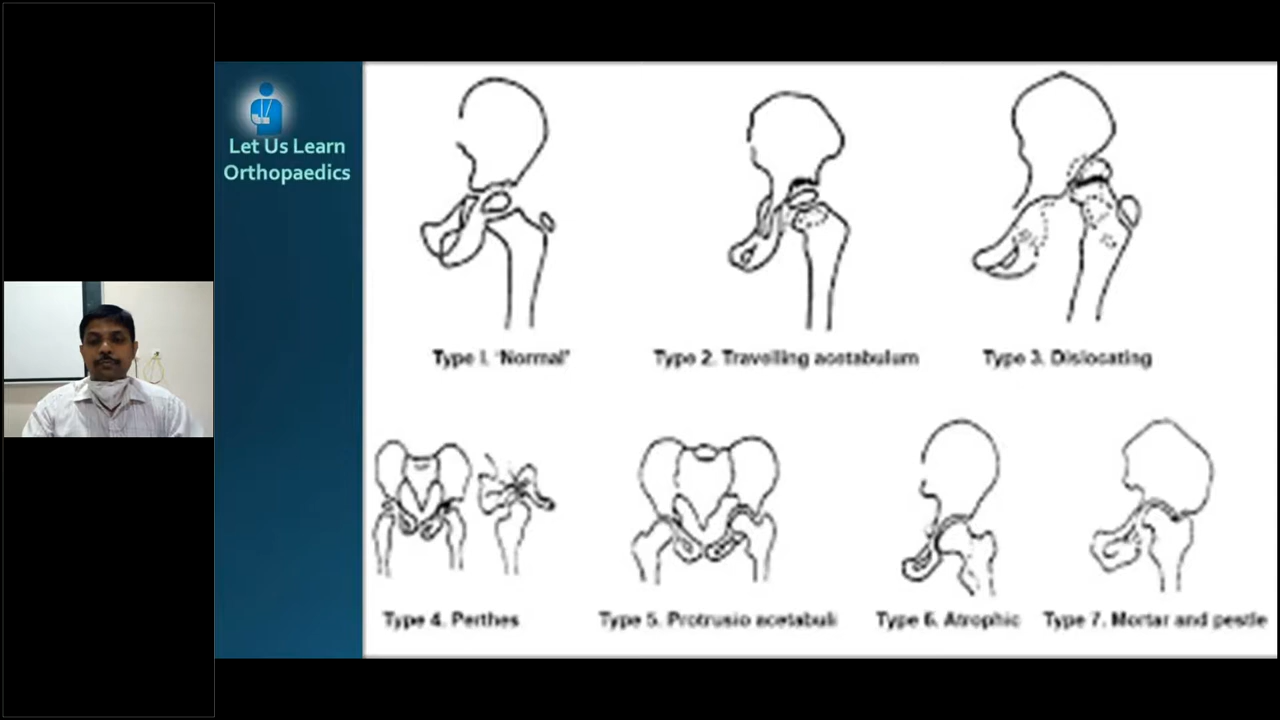 Let Us Learn
Orthopaedics
Type 1. 'Normal'
Type 2. Travelling acetabulum
Type 3. Dislocating
Type 4. Perthes
Type 5. Protrusio acetabuli
Type 6. Atrophic
Type 7. Mortar and pestle